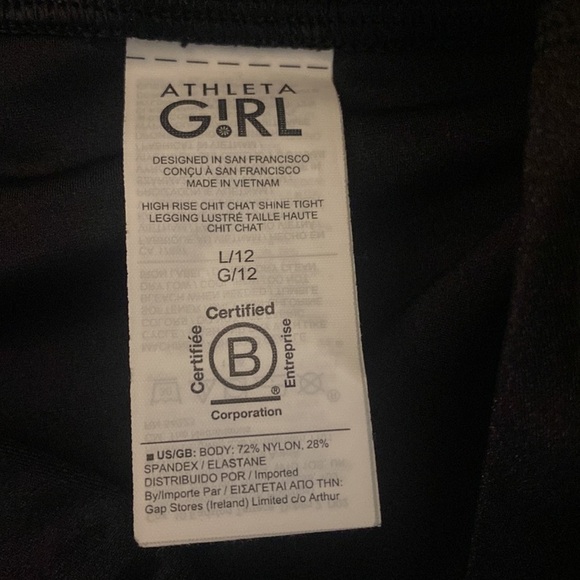 ATHLETA
G!RL
DESIGNED IN SAN FRANCISCO
CONÇU À SAN FRANCISCO
MADE IN VIETNAM
HIGH RISE CHIT CHAT SHINE TIGHT
LEGGING LUSTRÉ TAILLE HAUTE
CHIT CHAT
L/12
G/12
Certified
Certifiée
B
Entreprise
®
Corporation
■ US/GB: BODY: 72% NYLON, 28%
SPANDEX / ELASTANE
DISTRIBUIDO POR / Imported
By/Importe Par / ΕΙΣΑΓΕΤΑΙ ΑΠΟ ΤΗΝ:
Gap Stores (Ireland) Limited c/o Arthur